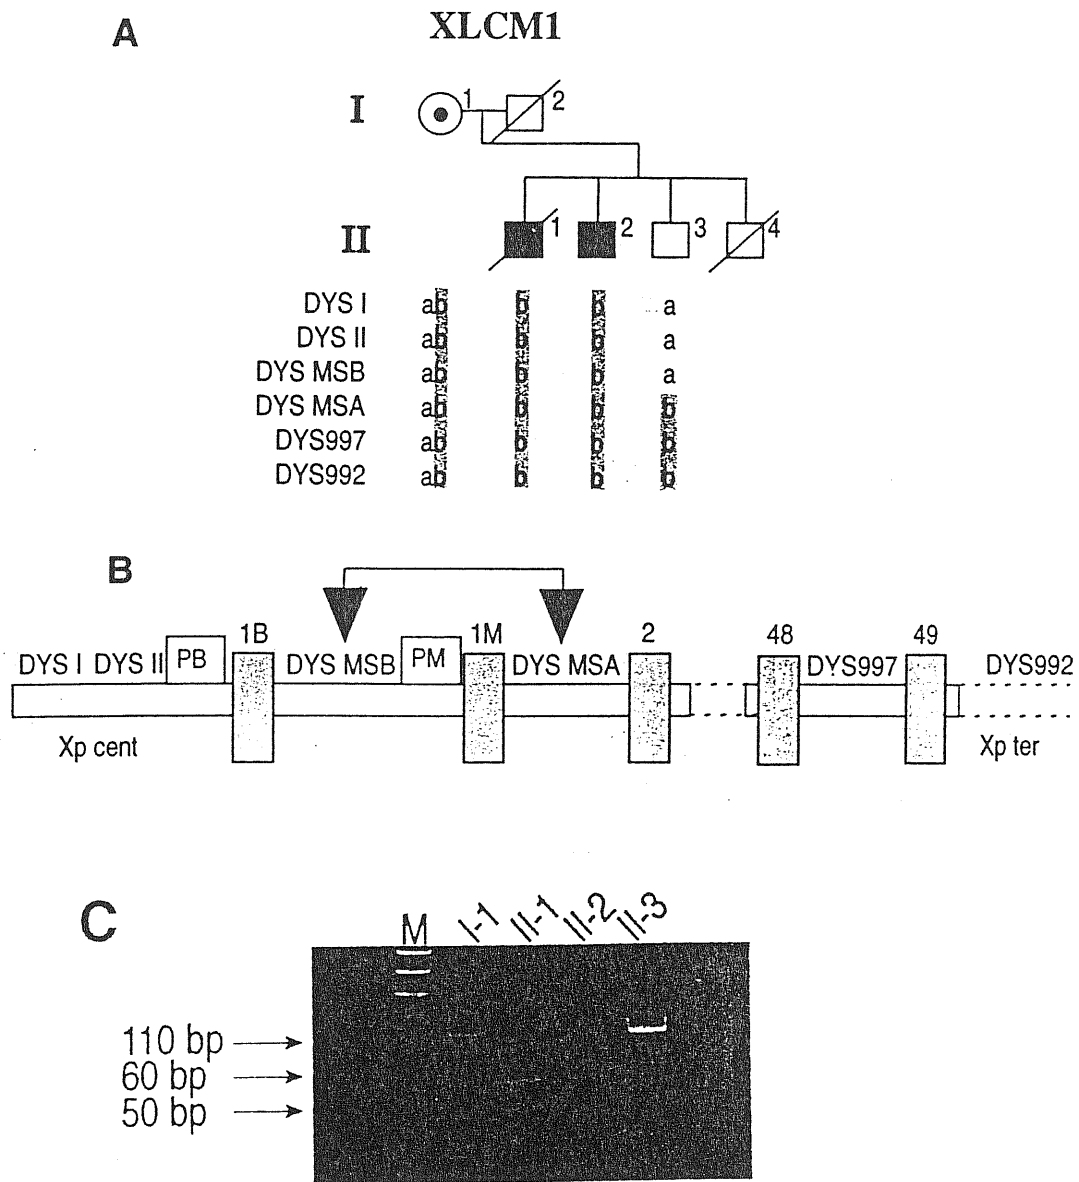 A
XLCM1
I
1
2
II
1
2
3
4
DYS I ab b b a
DYS II ab b b a
DYS MSB ab b b a
DYS MSA ab b b b
DYS997 ab b b b
DYS992 ab b b b
B
1B 1M 2 48 49
DYS I DYS II PB DYS MSB PM DYS MSA DYS997 DYS992
Xp cent Xp ter
C
M I-1 II-1 II-2 II-3
110 bp
60 bp
50 bp